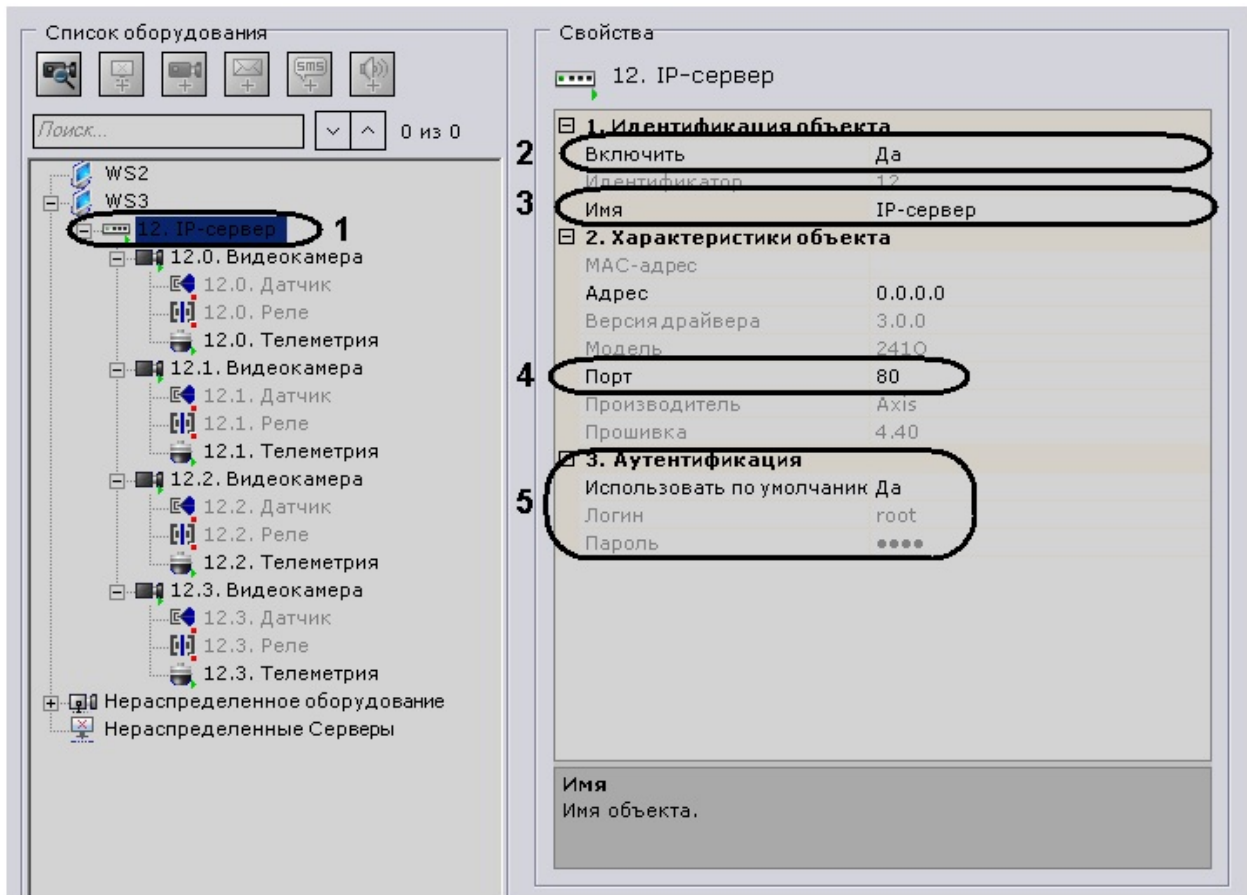 Список оборудования
SMS
Поиск...
0 из 0
WS2
WS3
12. IP-сервер
1
12.0. Видеокамера
12.0. Датчик
12.0. Реле
12.0. Телеметрия
12.1. Видеокамера
12.1. Датчик
12.1. Реле
12.1. Телеметрия
12.2. Видеокамера
12.2. Датчик
12.2. Реле
12.2. Телеметрия
12.3. Видеокамера
12.3. Датчик
12.3. Реле
12.3. Телеметрия
Нераспределенное оборудование
Нераспределенные Серверы
Свойства
12. IP-сервер
1. Идентификация объекта
2 Включить Да
Идентификатор 12
3 Имя IP-сервер
2. Характеристики объекта
MAC-адрес
Адрес 0.0.0.0
Версия драйвера 3.0.0
Модель 241Q
4 Порт 80
Производитель Axis
Прошивка 4.40
3. Аутентификация
5 Использовать по умолчаник Да
Логин root
Пароль ●●●●
Имя
Имя объекта.